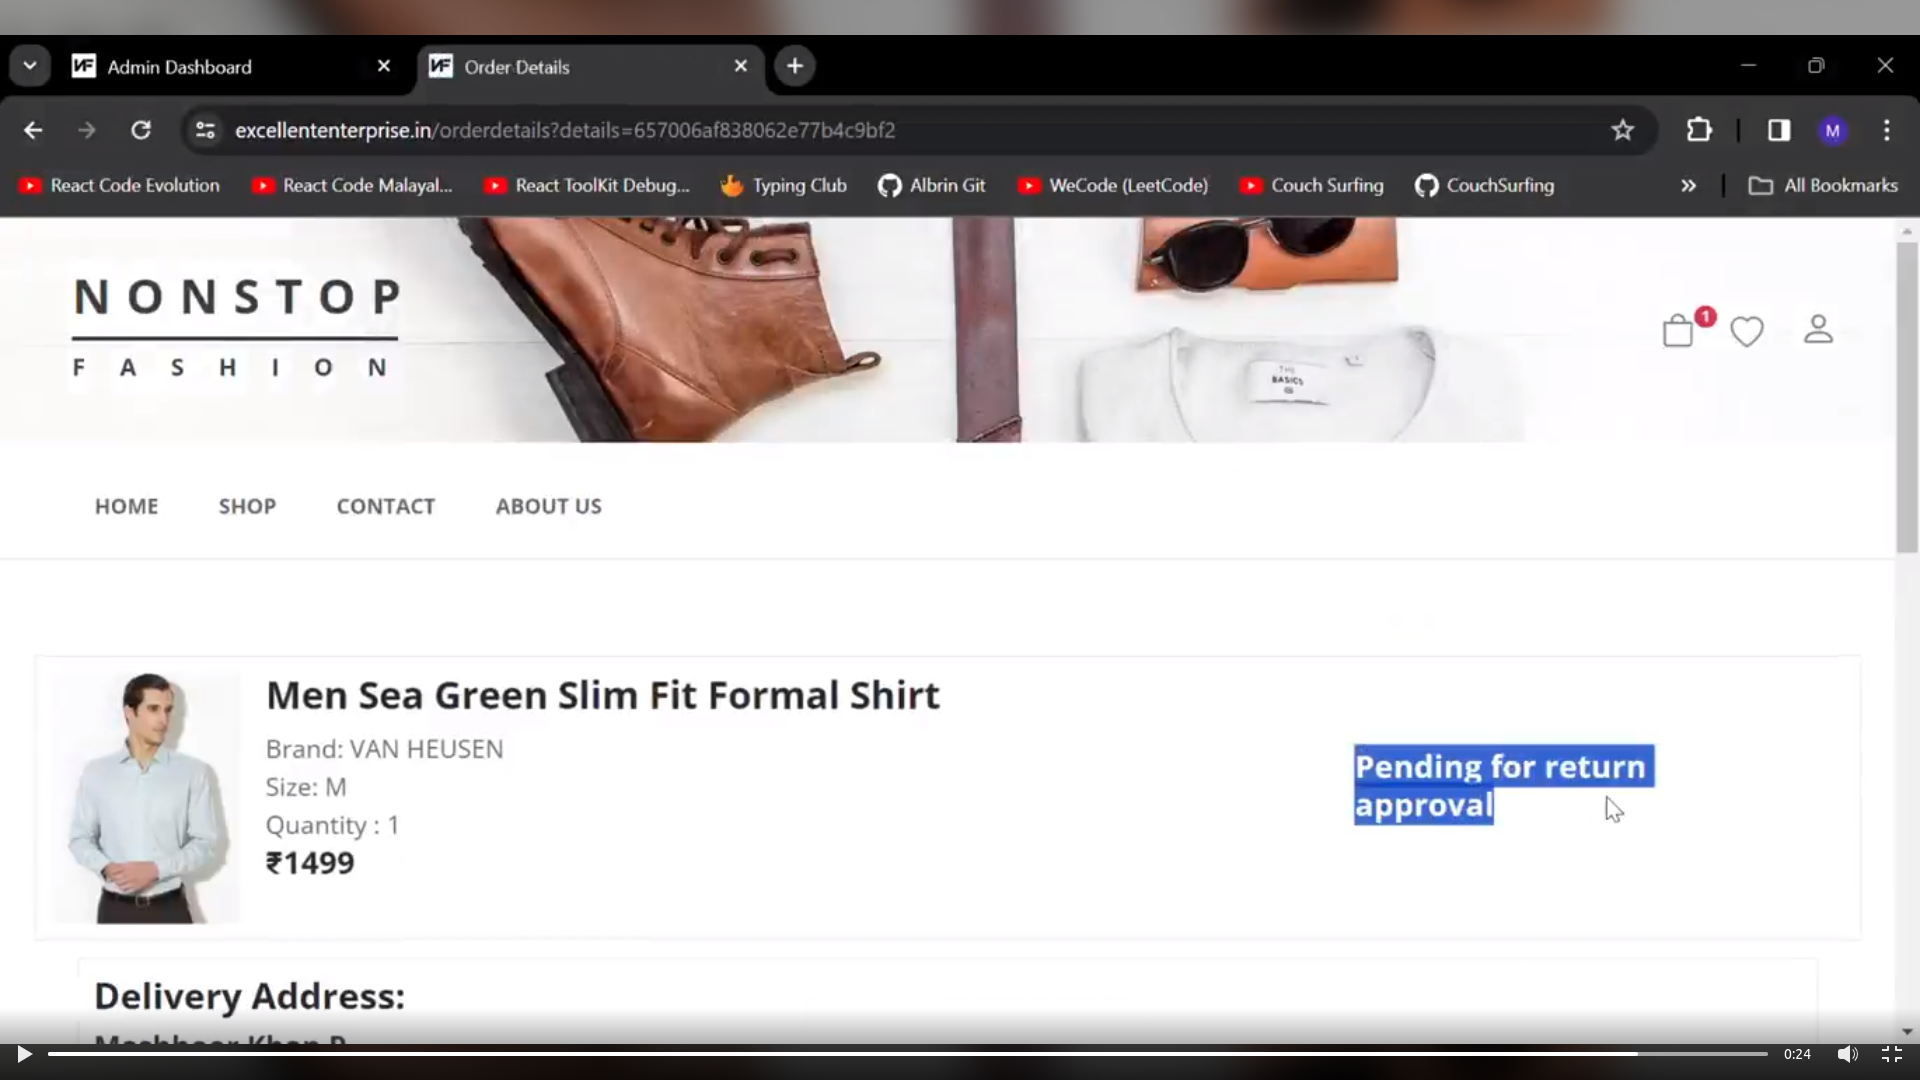 Admin Dashboard
Order Details
excellententerprise.in/orderdetails?details=657006af838062e77b4c9bf2
M
React Code Evolution
React Code Malayal...
React ToolKit Debug...
Typing Club
Albrin Git
WeCode (LeetCode)
Couch Surfing
CouchSurfing
All Bookmarks
NONSTOP
FASHION
THE
BASICS
1
HOME
SHOP
CONTACT
ABOUT US
Men Sea Green Slim Fit Formal Shirt
Brand: VAN HEUSEN
Size: M
Quantity : 1
₹1499
Pending for return
approval
Delivery Address:
0:24